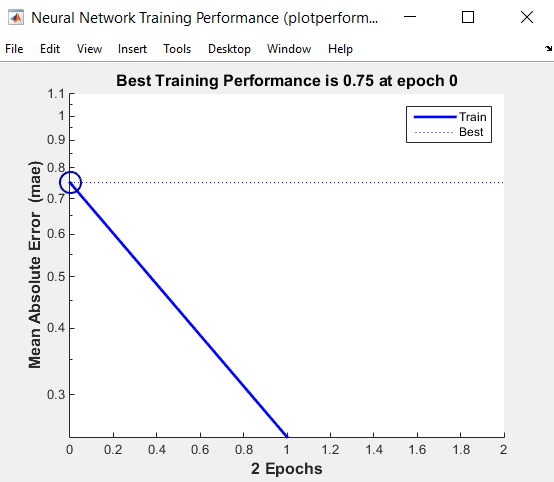 Neural Network Training Performance (plotperform...
File Edit View Insert Tools Desktop Window Help
Best Training Performance is 0.75 at epoch 0
1.1
1
0.9
0.8
0.7
0.6
0.5
0.4
0.3
Mean Absolute Error (mae)
Train
Best
0 0.2 0.4 0.6 0.8 1 1.2 1.4 1.6 1.8 2
2 Epochs